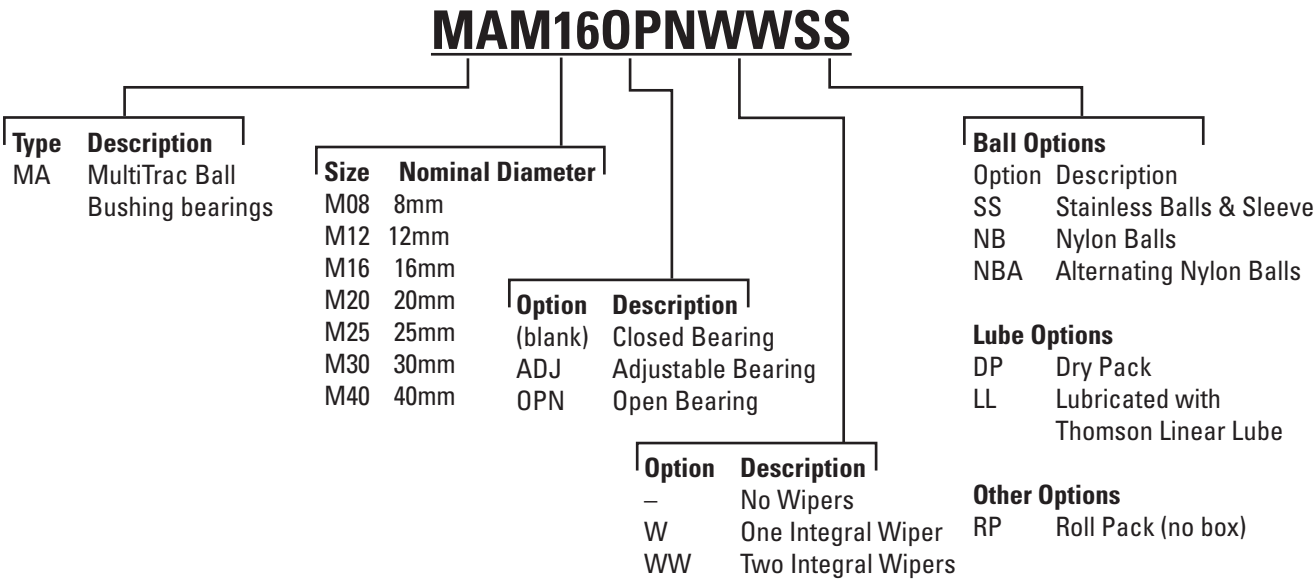 MAM16OPNWWSS
Type Description
MA MultiTrac Ball
Bushing bearings
Size Nominal Diameter
M08 8mm
M12 12mm
M16 16mm
M20 20mm
M25 25mm
M30 30mm
M40 40mm
Option Description
(blank) Closed Bearing
ADJ Adjustable Bearing
OPN Open Bearing
Option Description
– No Wipers
W One Integral Wiper
WW Two Integral Wipers
Ball Options
Option Description
SS Stainless Balls & Sleeve
NB Nylon Balls
NBA Alternating Nylon Balls
Lube Options
DP Dry Pack
LL Lubricated with
Thomson Linear Lube
Other Options
RP Roll Pack (no box)